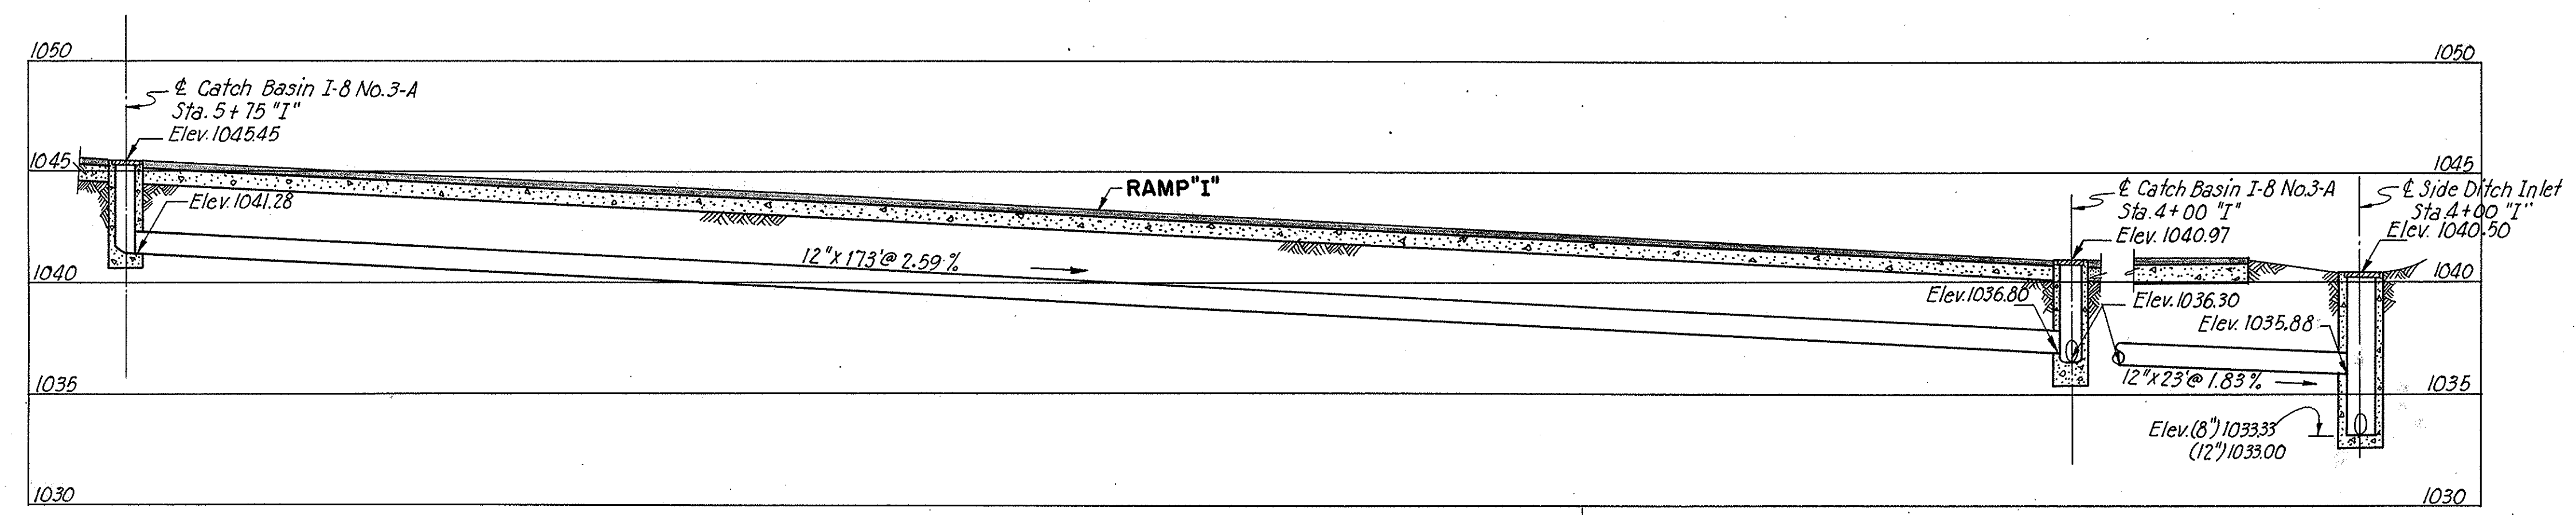 1050
1050
℄ Catch Basin I-8 No.3-A
Sta. 5+75 "I"
Elev. 1045.45
1045
1045
RAMP "I"
℄ Catch Basin I-8 No.3-A
Sta. 4+00 "I"
Elev. 1040.97
℄ Side Ditch Inlet
Sta. 4+00 "I"
Elev. 1040.50
Elev. 1041.28
12" X 173' @ 2.59 %
1040
1040
Elev. 1036.80
Elev. 1036.30
Elev. 1035.88
12" X 23' @ 1.83 %
1035
1035
Elev. (8") 1033.33
(12") 1033.00
1030
1030